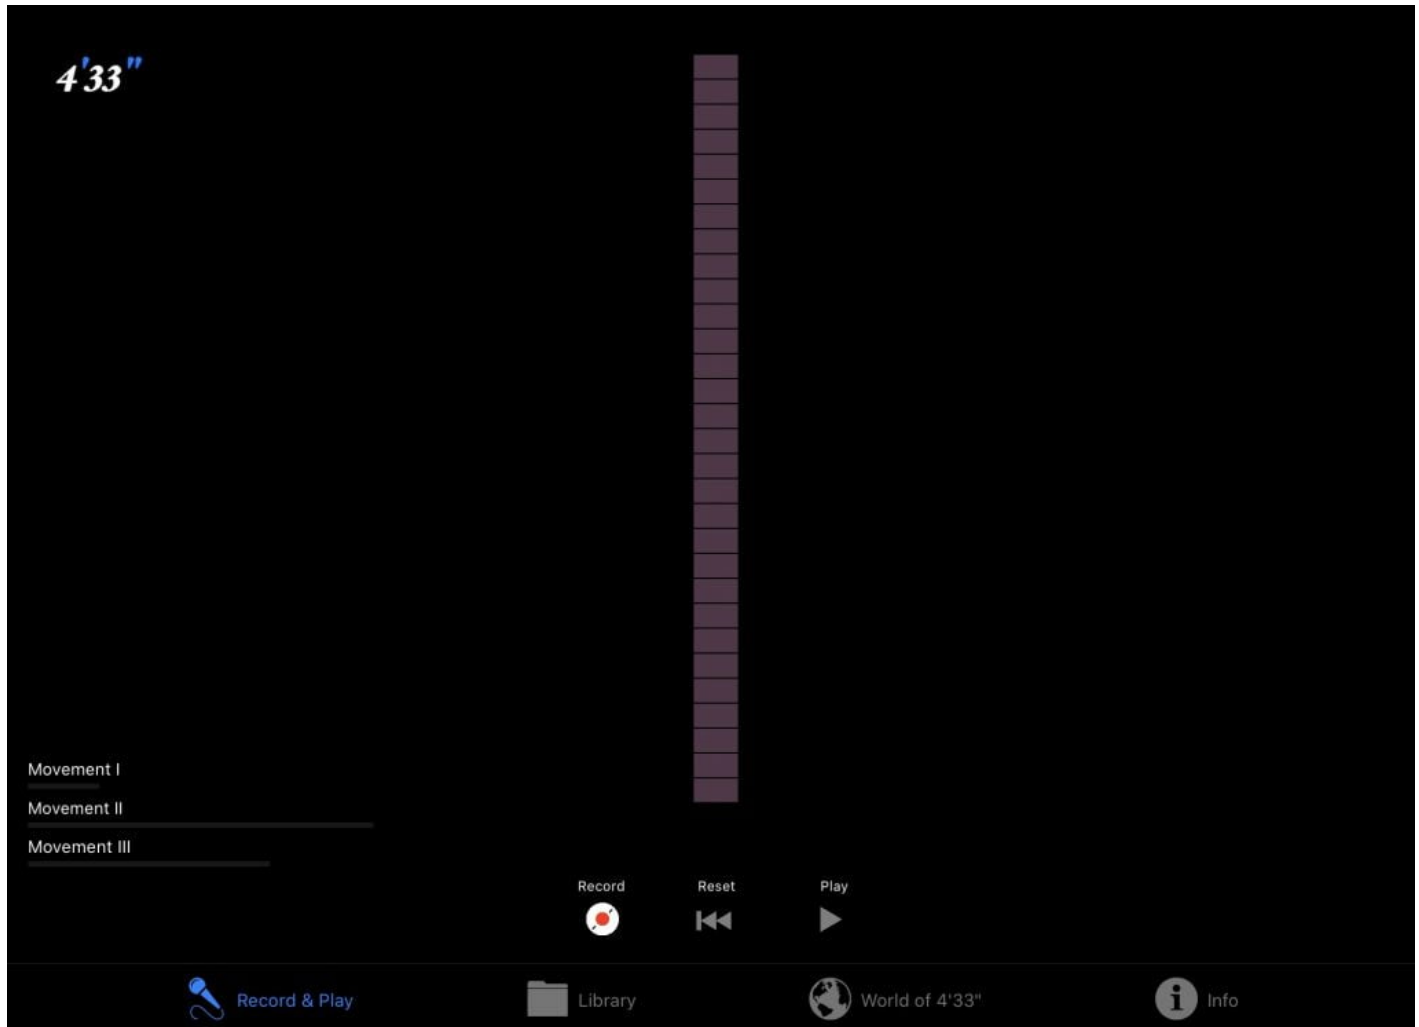 4'33"
Movement I
Movement II
Movement III
Record Reset Play
Record & Play Library World of 4'33" Info